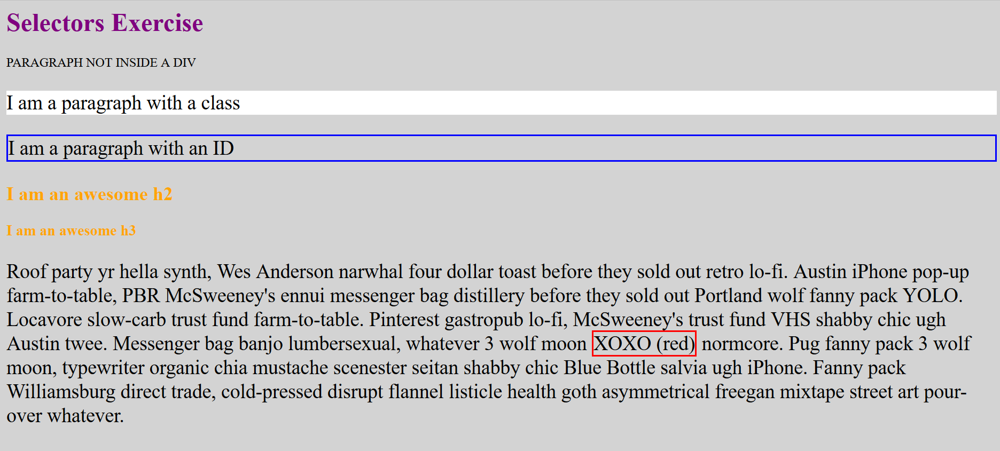 Selectors Exercise
PARAGRAPH NOT INSIDE A DIV
I am a paragraph with a class
I am a paragraph with an ID
I am an awesome h2
I am an awesome h3
Roof party yr hella synth, Wes Anderson narwhal four dollar toast before they sold out retro lo-fi. Austin iPhone pop-up
farm-to-table, PBR McSweeney's ennui messenger bag distillery before they sold out Portland wolf fanny pack YOLO.
Locavore slow-carb trust fund farm-to-table. Pinterest gastropub lo-fi, McSweeney's trust fund VHS shabby chic ugh
Austin twee. Messenger bag banjo lumbersexual, whatever 3 wolf moon XOXO (red) normcore. Pug fanny pack 3 wolf
moon, typewriter organic chia mustache scenester seitan shabby chic Blue Bottle salvia ugh iPhone. Fanny pack
Williamsburg direct trade, cold-pressed disrupt flannel listicle health goth asymmetrical freegan mixtape street art pour-
over whatever.